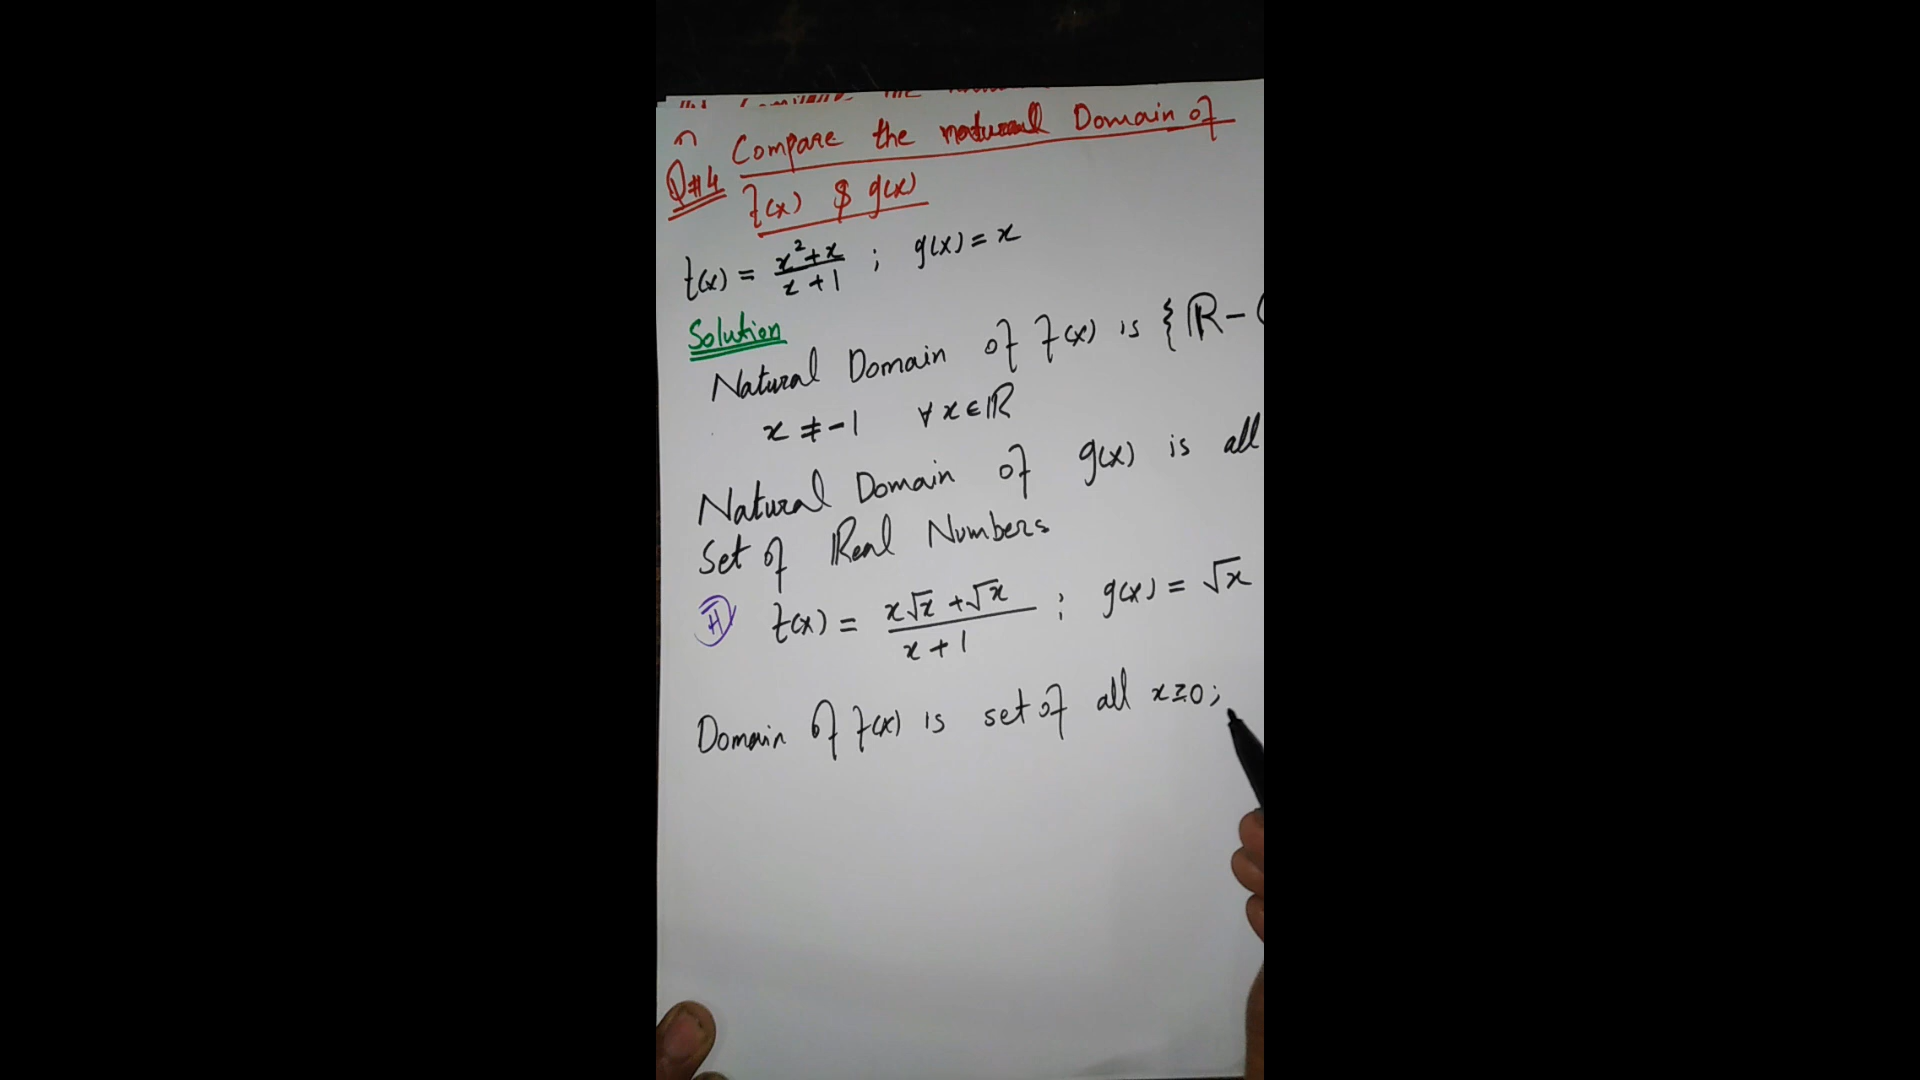 Q#4 Compare the natural Domain of
f(x) & g(x)
f(x) = x²+x / x+1 ; g(x) = x
Solution
Natural Domain of f(x) is {ℝ –
x ≠ -1 ∀ x ∈ ℝ
Natural Domain of g(x) is all
Set of Real Numbers
f(x) = x√x + √x / x + 1 ; g(x) = √x
Domain of f(x) is set of all x≥0;